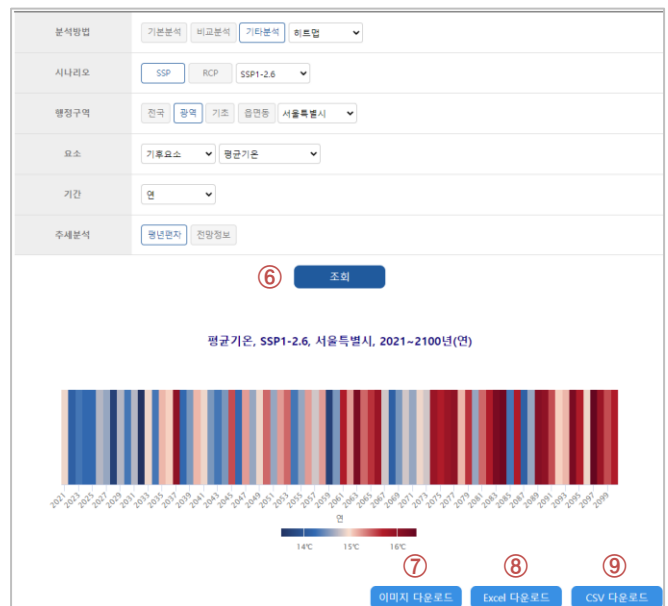 분석방법 기본분석 비교분석 기타분석 히트맵
시나리오 SSP RCP SSP1-2.6
행정구역 전국 광역 기초 읍면동 서울특별시
요소 기후요소 평균기온
기간 연
추세분석 평년편차 전망정보
⑥ 조회
평균기온, SSP1-2.6, 서울특별시, 2021~2100년(연)
2021 2023 2025 2027 2029 2031 2033 2035 2037 2039 2041 2043 2045 2047 2049 2051 2053 2055 2057 2059 2061 2063 2065 2067 2069 2071 2073 2075 2077 2079 2081 2083 2085 2087 2089 2091 2093 2095 2097 2099
연
14℃ 15℃ 16℃
⑦ ⑧ ⑨
이미지 다운로드 Excel 다운로드 CSV 다운로드